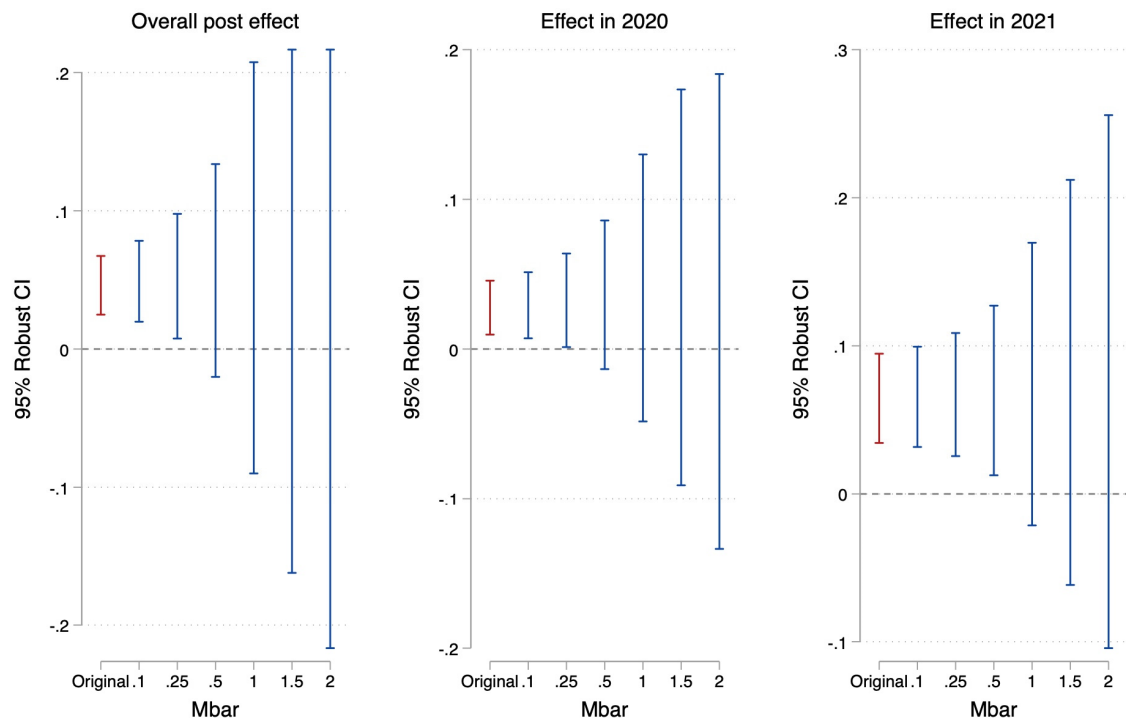 Overall post effect
95% Robust CI
.2
.1
0
-.1
-.2
Original .1 .25 .5 1 1.5 2
Mbar
Effect in 2020
95% Robust CI
.2
.1
0
-.1
-.2
Original .1 .25 .5 1 1.5 2
Mbar
Effect in 2021
95% Robust CI
.3
.2
.1
0
-.1
Original .1 .25 .5 1 1.5 2
Mbar